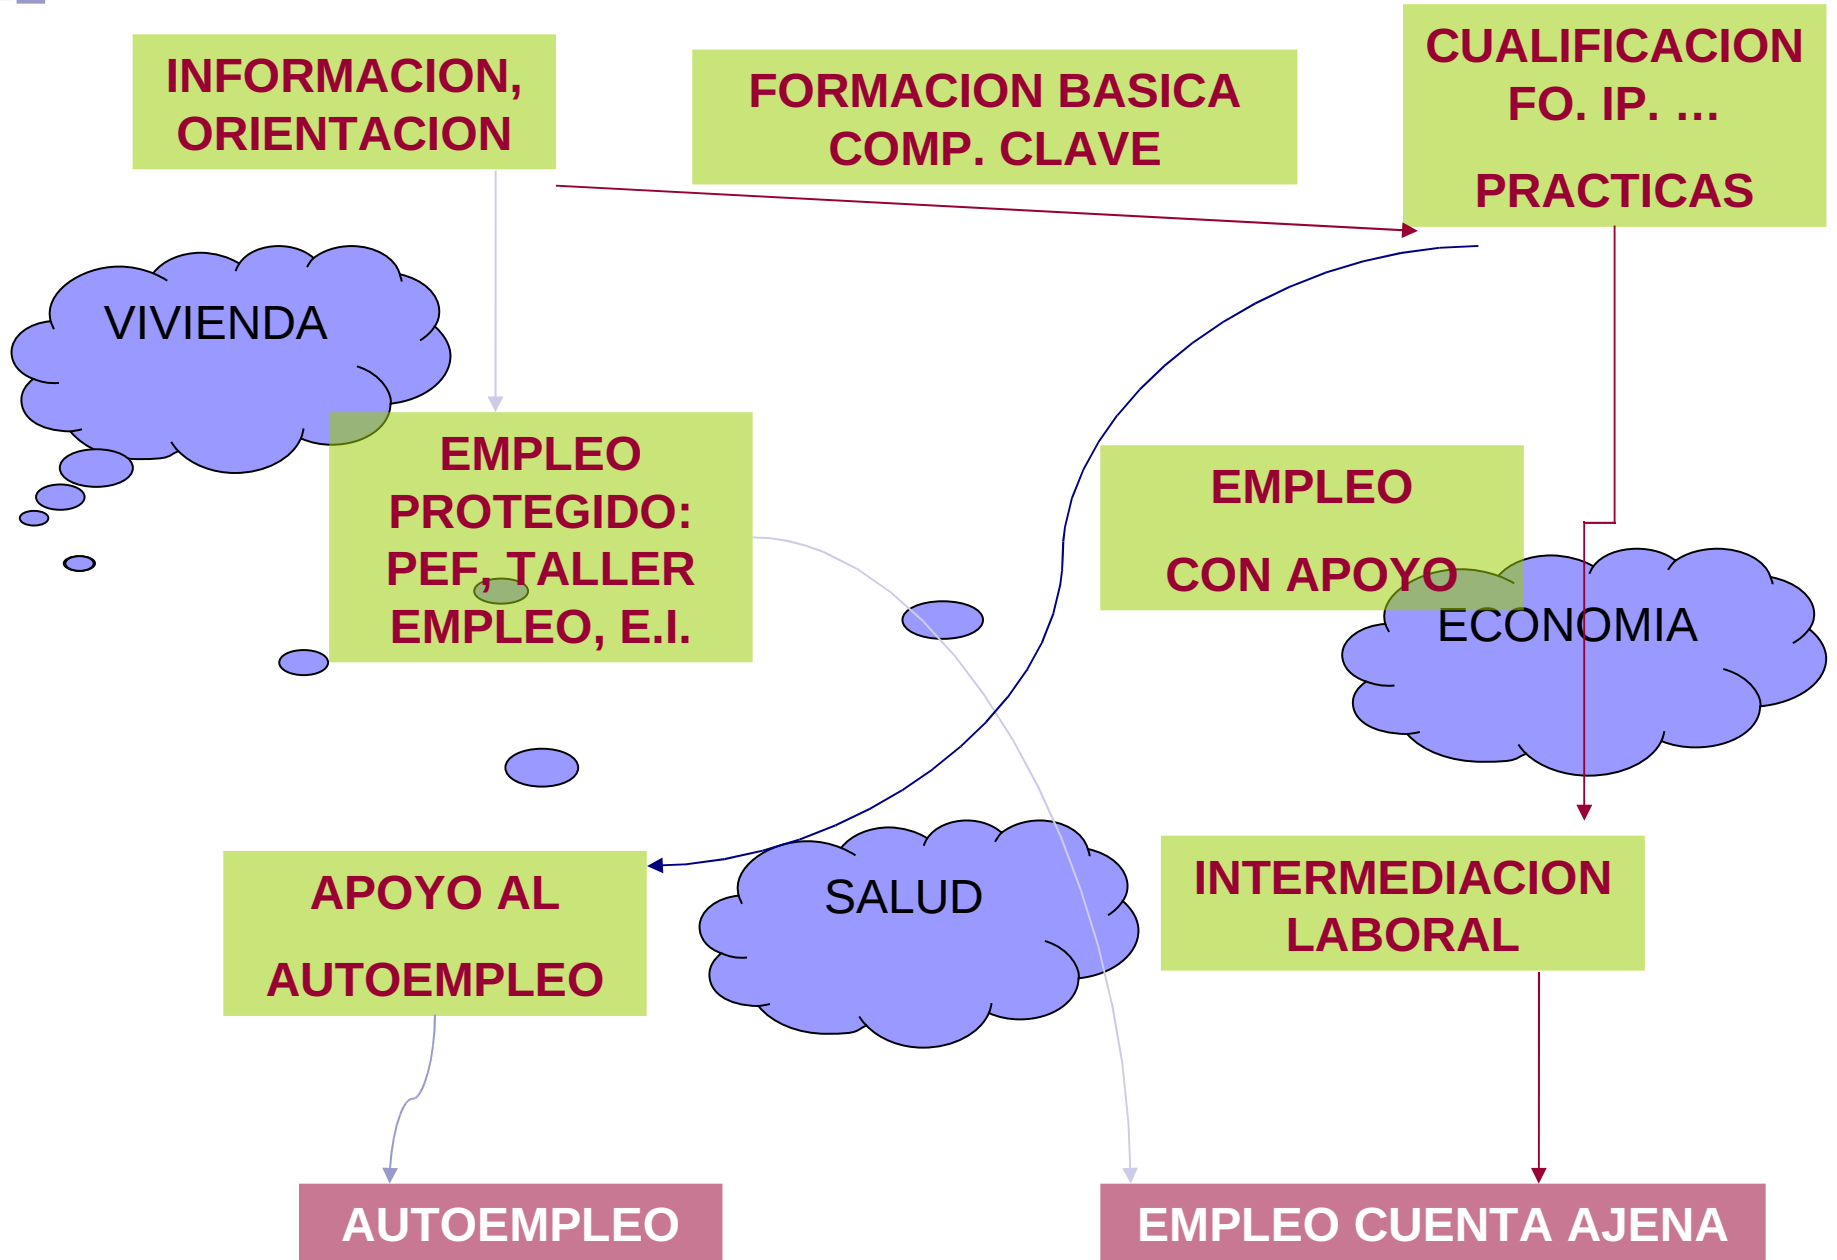 INFORMACION,
ORIENTACION
FORMACION BASICA
COMP. CLAVE
CUALIFICACION
FO. IP. …
PRACTICAS
VIVIENDA
EMPLEO
PROTEGIDO:
PEF, TALLER
EMPLEO, E.I.
EMPLEO
CON APOYO
ECONOMIA
APOYO AL
AUTOEMPLEO
SALUD
INTERMEDIACION
LABORAL
AUTOEMPLEO
EMPLEO CUENTA AJENA